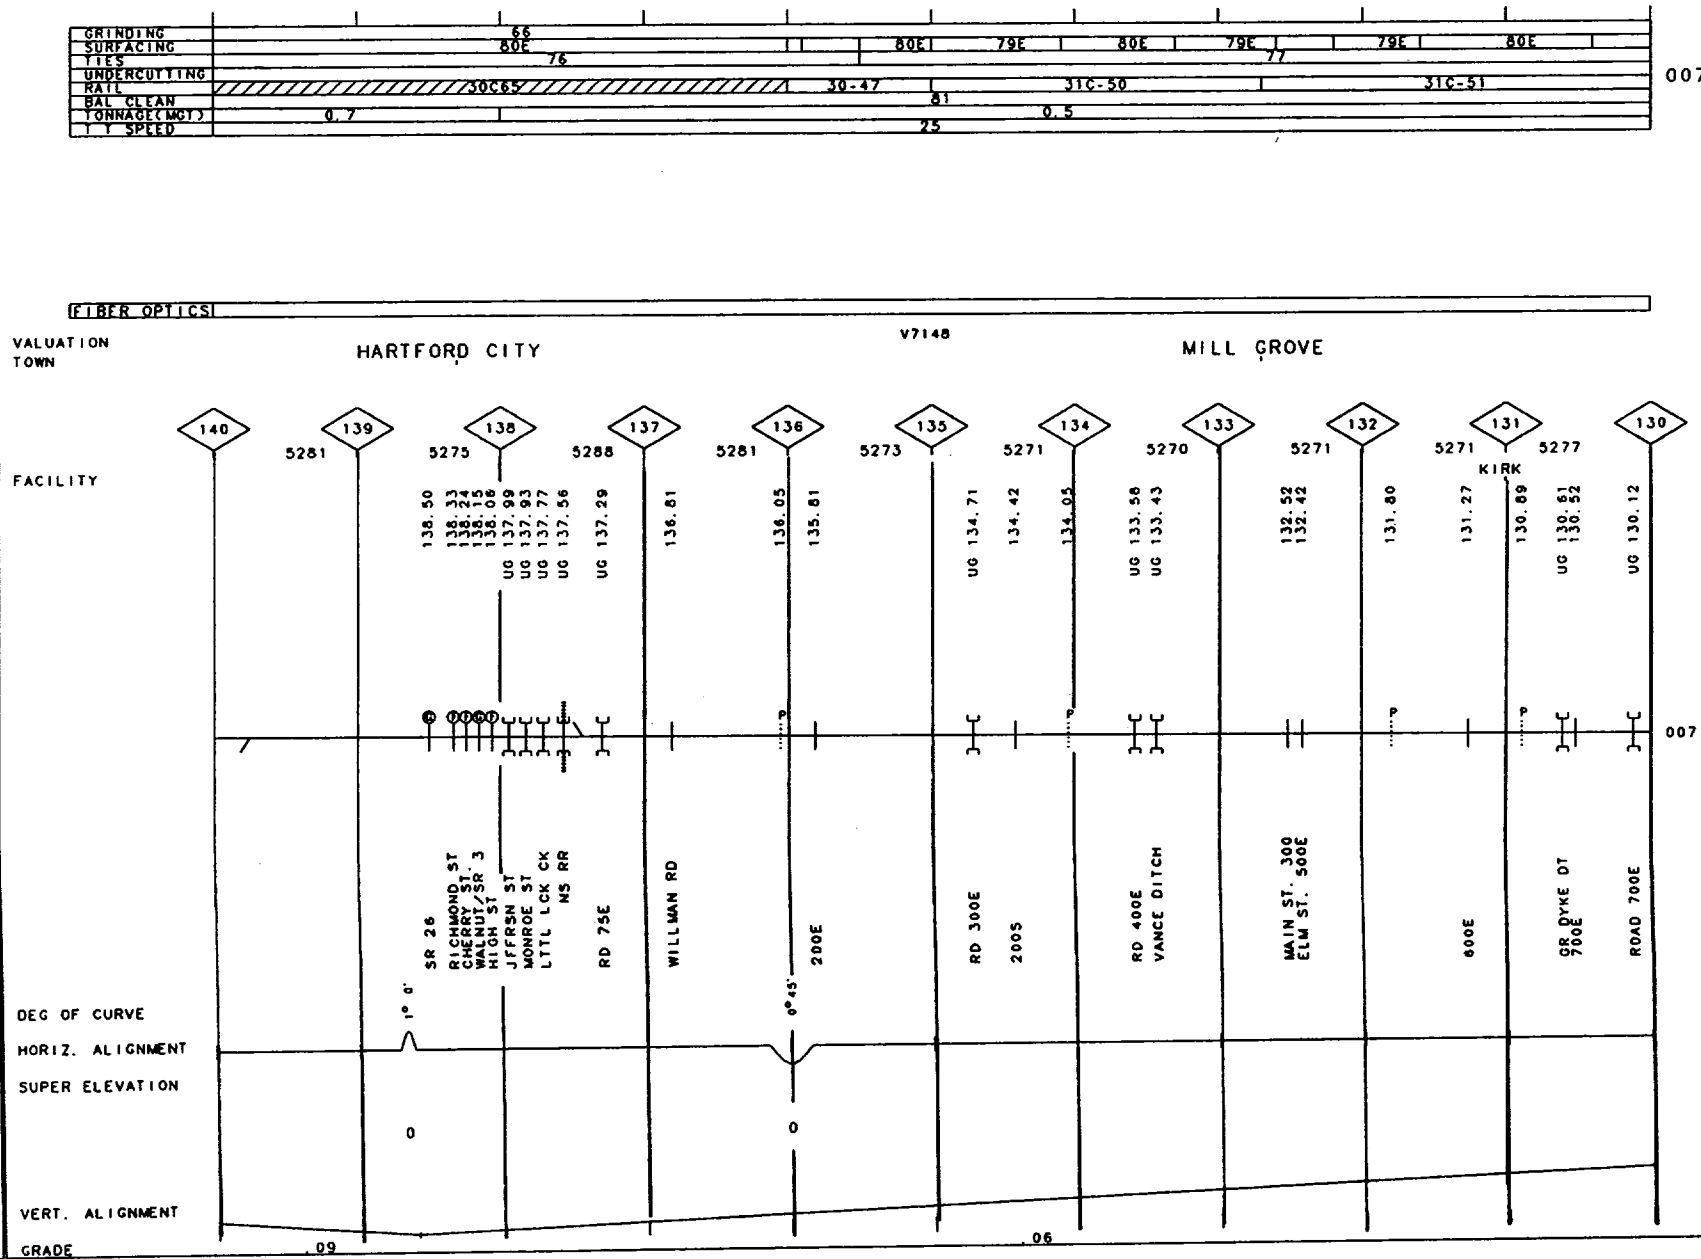 GRINDING 66
SURFACING 80E 80E 79E 80E 79E 79E 80E
TIES 76 77
UNDERCUTTING
RAIL 30C65 30-47 31C-50 31C-51
007
BAL CLEAN 81
TONNAGE(MGT) 0.7 0.5
T T SPEED 25
FIBER OPTICS
VALUATION V7148
TOWN HARTFORD CITY MILL GROVE
140 139 138 137 136 135 134 133 132 131 130
5281 5275 5288 5281 5273 5271 5270 5271 5271 5277
KIRK
FACILITY
138.50
138.33
138.24
138.15
138.06
UG 137.99
UG 137.93
UG 137.77
UG 137.56
UG 137.29
136.81
136.05
135.81
UG 134.71
134.42
134.05
UG 133.58
UG 133.43
132.52
132.42
131.80
131.27
130.89
UG 130.61
130.52
UG 130.12
P P P P
007
SR 26
RICHMOND ST
CHERRY ST.
WALNUT/SR 3
HIGH ST
JFFRSN ST
MONROE ST
LTTL LCK CK
NS RR
RD 75E
WILLMAN RD
200E
RD 300E
200S
RD 400E
VANCE DITCH
MAIN ST. 300
ELM ST. 500E
600E
GR DYKE DT
700E
ROAD 700E
DEG OF CURVE 1° 0' 0° 45'
HORIZ. ALIGNMENT
SUPER ELEVATION
0 0
VERT. ALIGNMENT
GRADE .09 .06